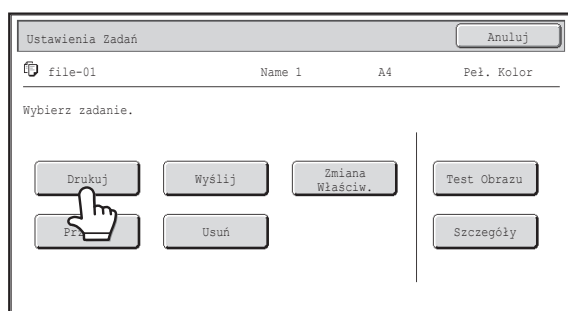 Ustawienia Zadań
Anuluj
file-01 Name 1 A4 Peł. Kolor
Wybierz zadanie.
Drukuj Wyślij Zmiana Właściw. Test Obrazu
Usuń Szczegóły